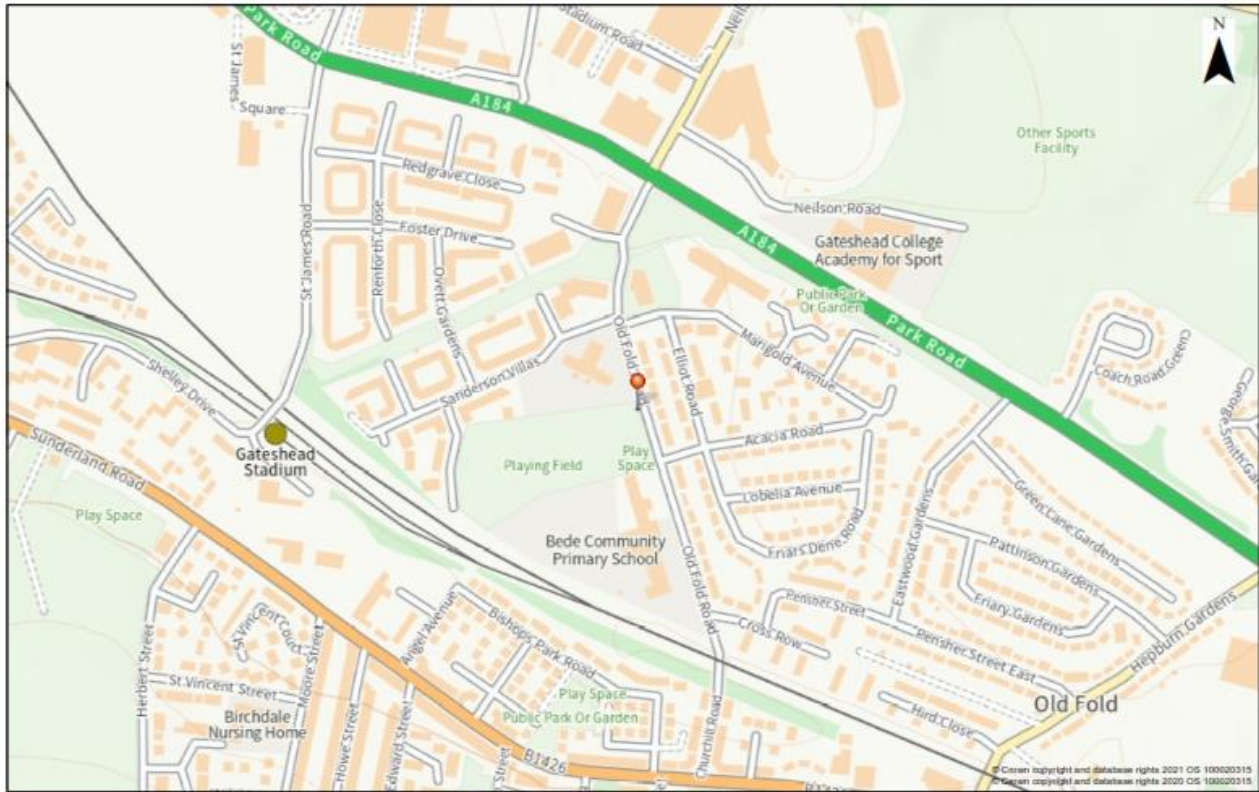 N
Park Road
Stadium Road
St James
Square
A184
Other Sports
Facility
Redgrave Close
Neilson Road
Foster Drive
Gateshead College
Academy for Sport
A184
St James Road
Renforth Close
Ovett Gardens
Public Park
Or Garden
Park Road
Old Fold
Marigold Avenue
Elliot Road
Coach Road Green
Shelley Drive
Sanderson Villas
Gateshead
Stadium
Acacia Road
Sunderland Road
Playing Field
Play
Space
Lobelia Avenue
Play Space
Bede Community
Primary School
Friars Dene Road
Eastwood Gardens
Green Lane Gardens
Pattinson Gardens
Old Fold Road
Pensher Street
Friary Gardens
Cross Row
Pensher Street East
Hepburn Gardens
Angel Avenue
Bishops Park Road
St Vincent Court
Herbert Street
Moore Street
St Vincent Street
Play Space
Old Fold
Birchdale
Nursing Home
Public Park Or Garden
Hird Close
Howe Street
Edward Street
Street
Churchill Road
B1426
© Crown copyright and database rights 2021 OS 100020315
© Crown copyright and database rights 2020 OS 100020315